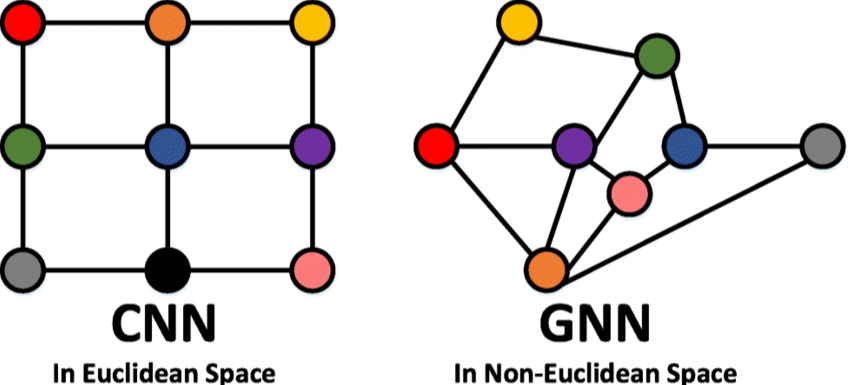 CNN
In Euclidean Space
GNN
In Non-Euclidean Space